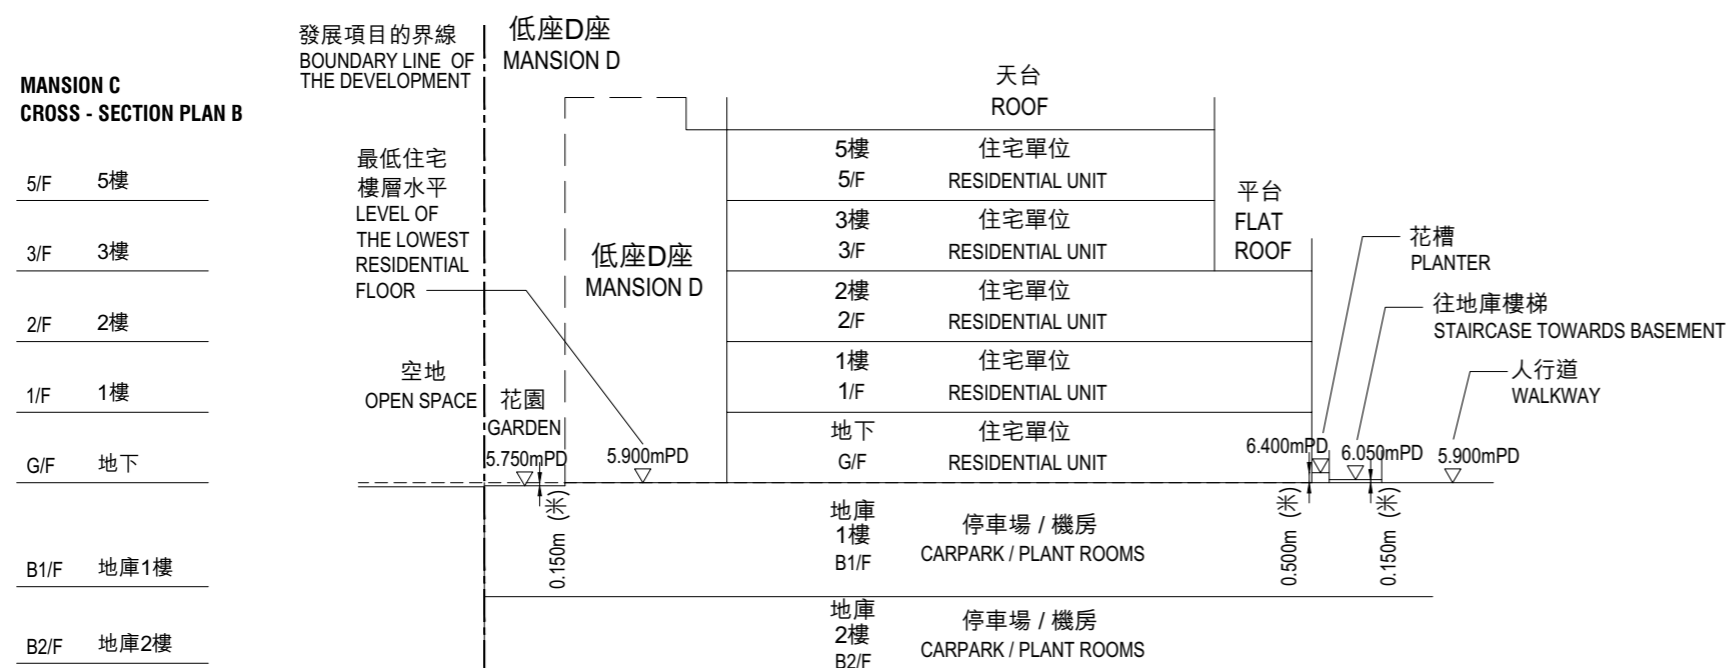 MANSION C
CROSS - SECTION PLAN B
5/F 5樓
3/F 3樓
2/F 2樓
1/F 1樓
G/F 地下
B1/F 地庫1樓
B2/F 地庫2樓
發展項目的界線
BOUNDARY LINE OF
THE DEVELOPMENT
低座D座
MANSION D
最低住宅
樓層水平
LEVEL OF
THE LOWEST
RESIDENTIAL
FLOOR
空地
OPEN SPACE
花園
GARDEN
5.750mPD
0.150m (米)
低座D座
MANSION D
5.900mPD
天台
ROOF
5樓 住宅單位
5/F RESIDENTIAL UNIT
3樓 住宅單位
3/F RESIDENTIAL UNIT
2樓 住宅單位
2/F RESIDENTIAL UNIT
1樓 住宅單位
1/F RESIDENTIAL UNIT
地下 住宅單位
G/F RESIDENTIAL UNIT
地庫
1樓
B1/F
停車場 / 機房
CARPARK / PLANT ROOMS
地庫
2樓
B2/F
停車場 / 機房
CARPARK / PLANT ROOMS
平台
FLAT
ROOF
花槽
PLANTER
往地庫樓梯
STAIRCASE TOWARDS BASEMENT
人行道
WALKWAY
6.400mPD
6.050mPD
5.900mPD
0.500m (米)
0.150m (米)